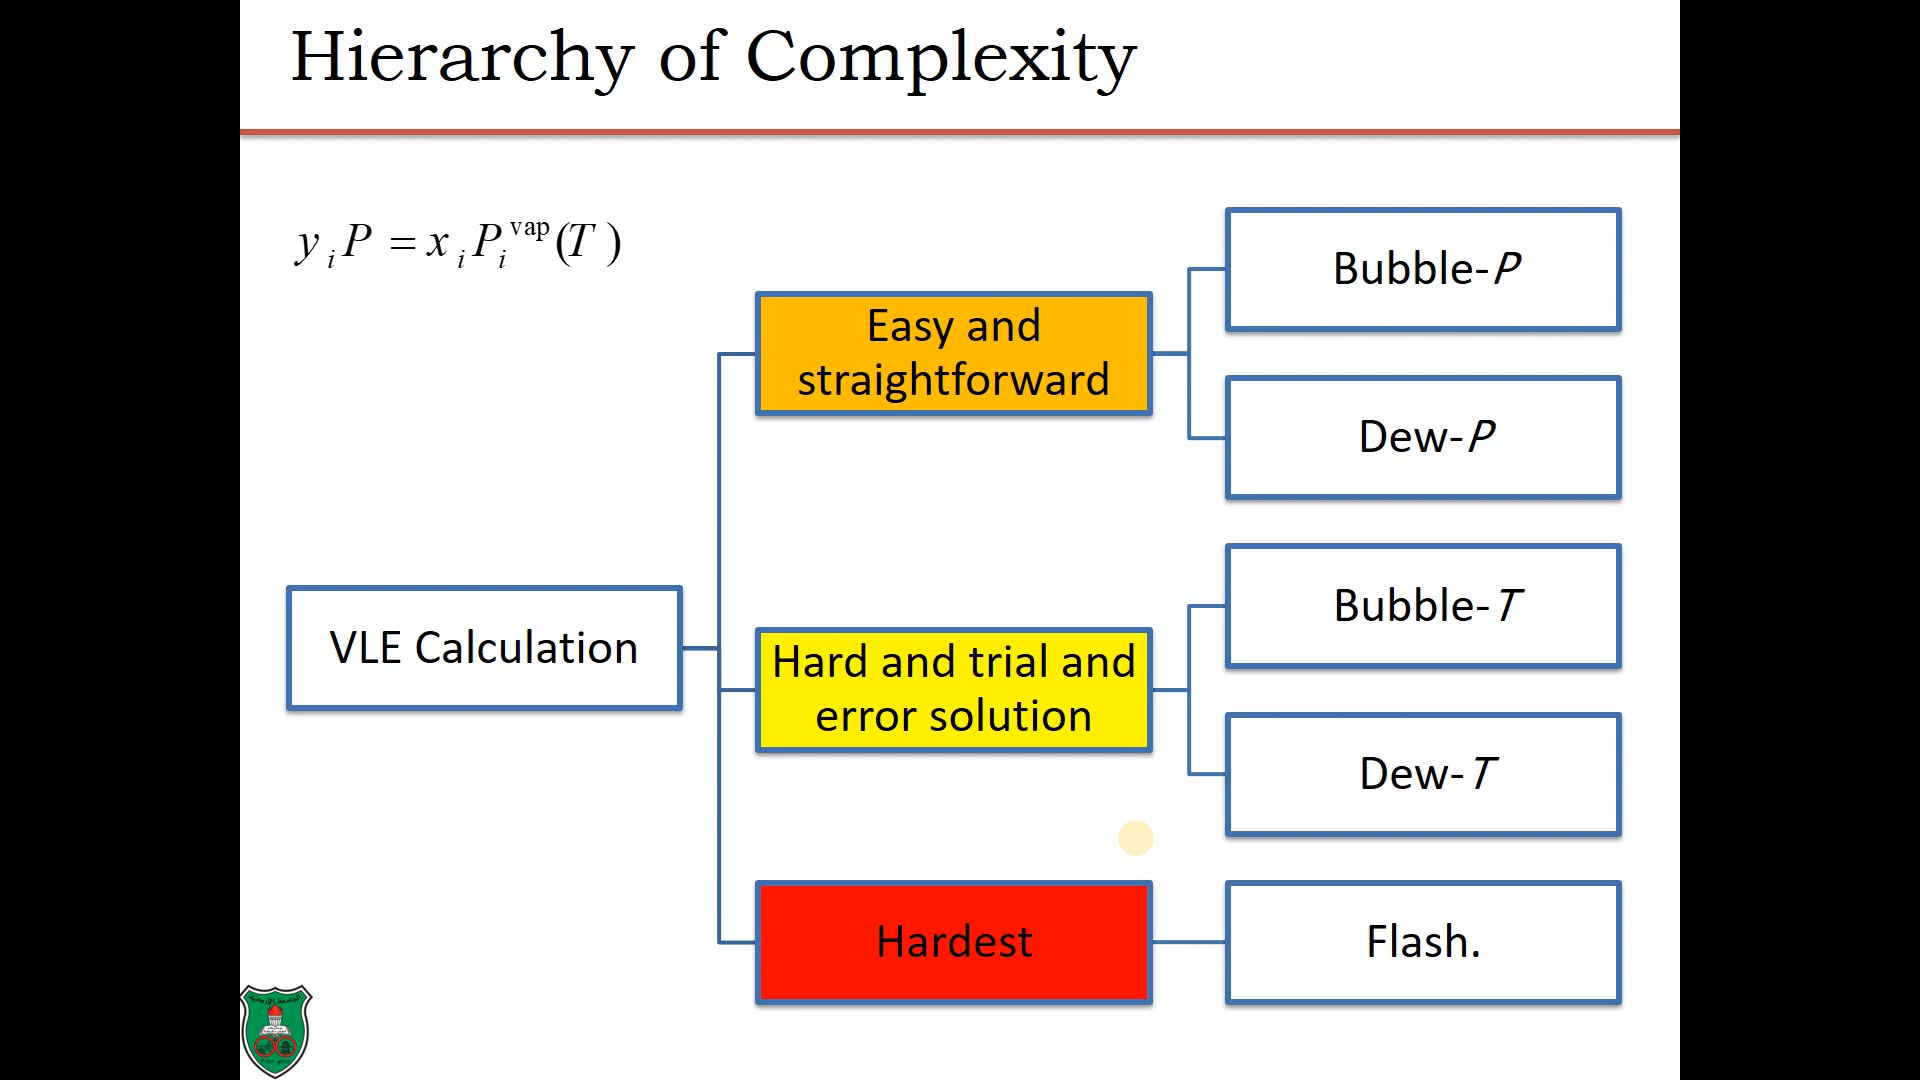 Hierarchy of Complexity
y_i P = x_i P_i^vap (T)
VLE Calculation
Easy and
straightforward
Bubble-P
Dew-P
Hard and trial and
error solution
Bubble-T
Dew-T
Hardest
Flash.